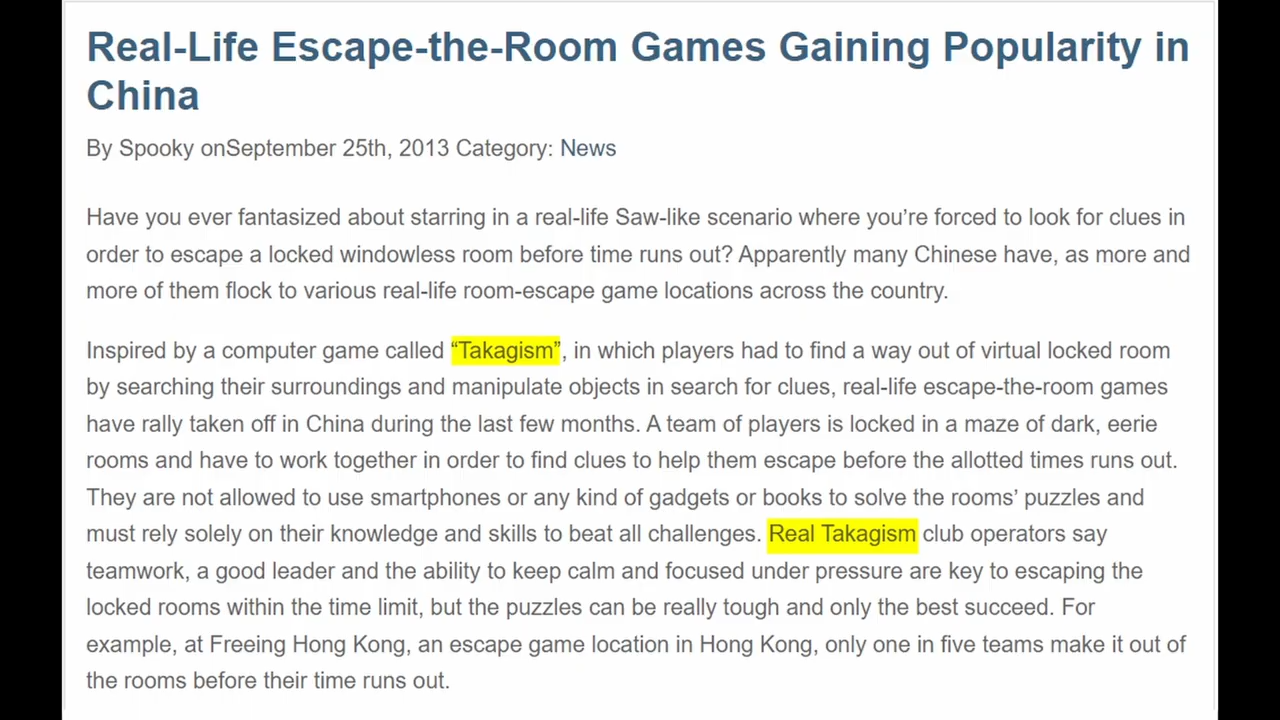 Real-Life Escape-the-Room Games Gaining Popularity in
China
By Spooky onSeptember 25th, 2013 Category: News
Have you ever fantasized about starring in a real-life Saw-like scenario where you’re forced to look for clues in
order to escape a locked windowless room before time runs out? Apparently many Chinese have, as more and
more of them flock to various real-life room-escape game locations across the country.
Inspired by a computer game called “Takagism”, in which players had to find a way out of virtual locked room
by searching their surroundings and manipulate objects in search for clues, real-life escape-the-room games
have rally taken off in China during the last few months. A team of players is locked in a maze of dark, eerie
rooms and have to work together in order to find clues to help them escape before the allotted times runs out.
They are not allowed to use smartphones or any kind of gadgets or books to solve the rooms’ puzzles and
must rely solely on their knowledge and skills to beat all challenges. Real Takagism club operators say
teamwork, a good leader and the ability to keep calm and focused under pressure are key to escaping the
locked rooms within the time limit, but the puzzles can be really tough and only the best succeed. For
example, at Freeing Hong Kong, an escape game location in Hong Kong, only one in five teams make it out of
the rooms before their time runs out.